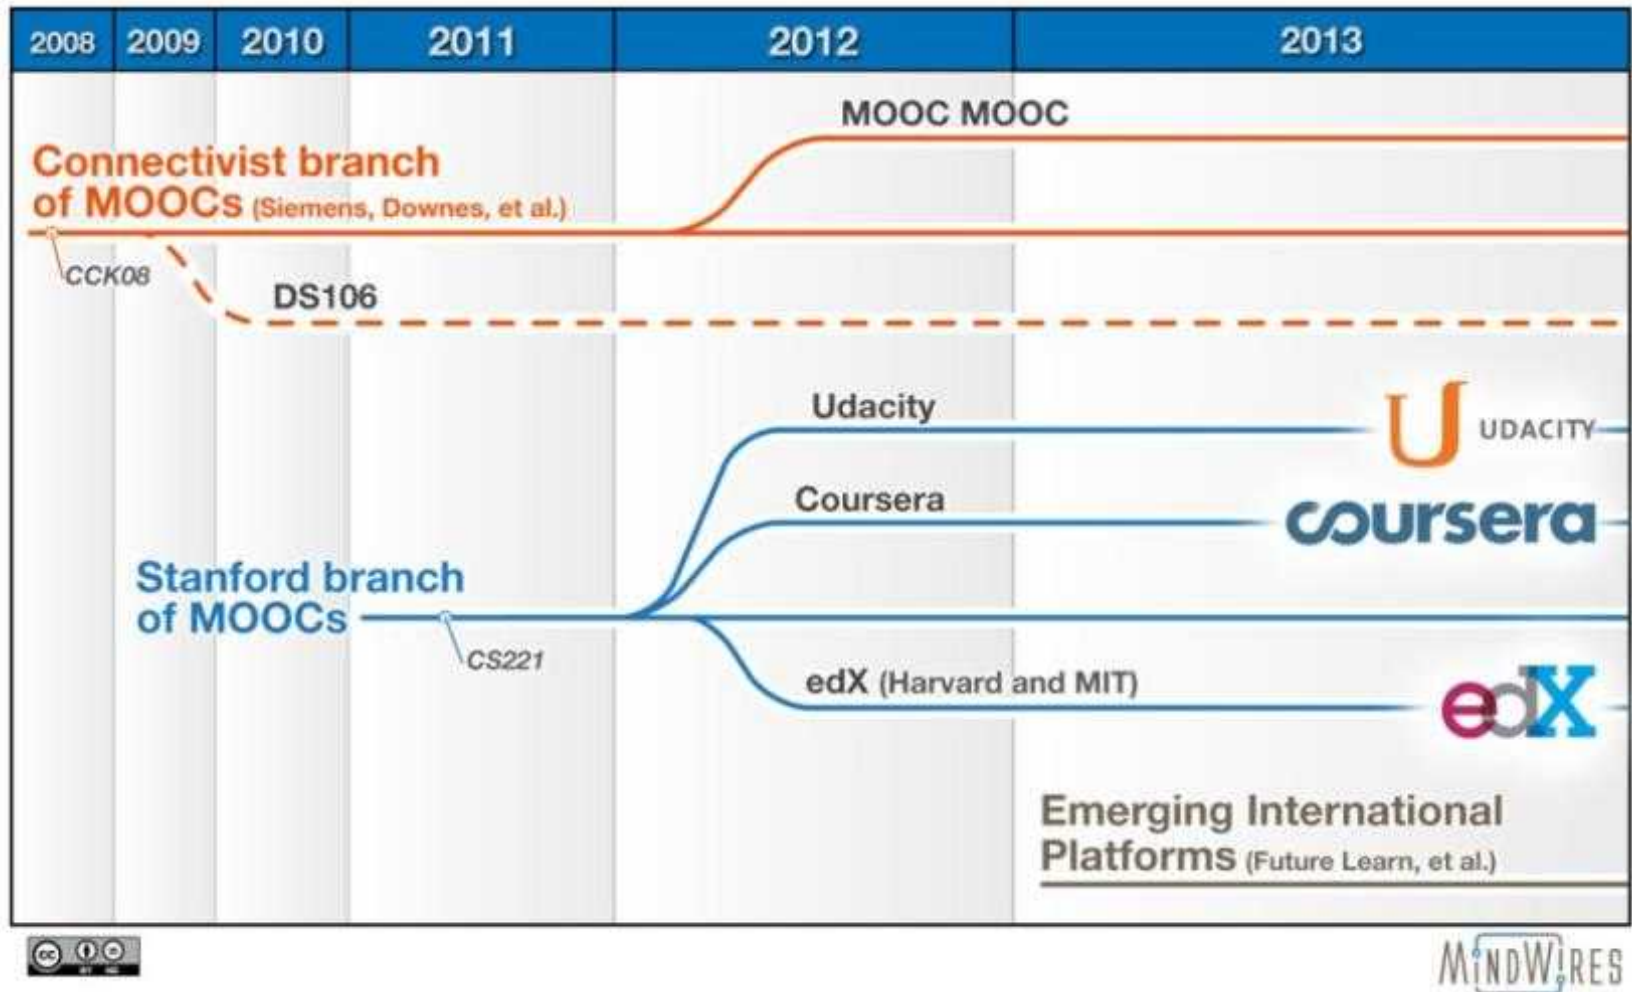 2008 2009 2010 2011 2012 2013
MOOC MOOC
Connectivist branch
of MOOCs (Siemens, Downes, et al.)
CCK08
DS106
Udacity
UDACITY
Coursera
coursera
Stanford branch
of MOOCs
CS221
edX (Harvard and MIT)
edX
Emerging International
Platforms (Future Learn, et al.)
cc
BY
MINDWIRES